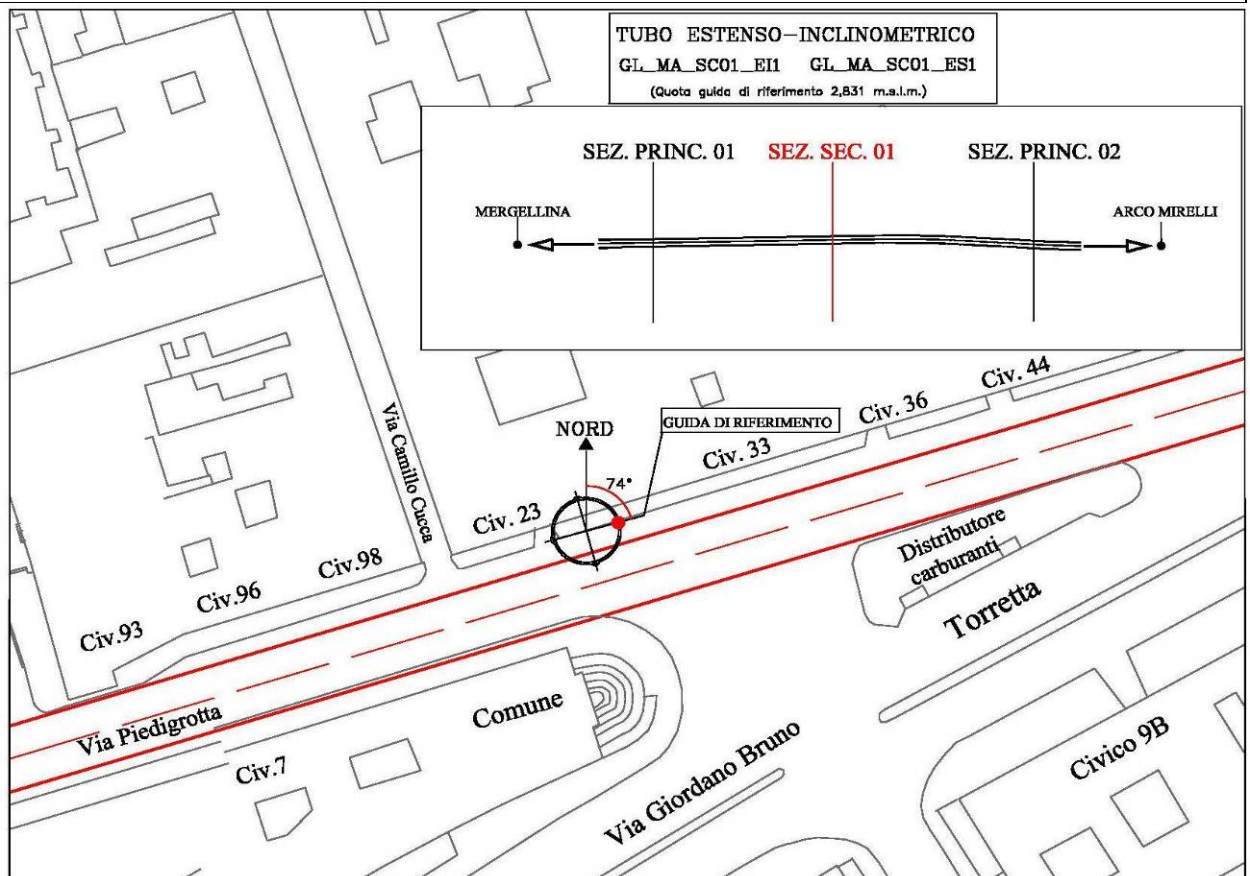 TUBO ESTENSO-INCLINOMETRICO
GL_MA_SC01_EI1 GL_MA_SC01_ES1
(Quota guida di riferimento 2,831 m.s.l.m.)
SEZ. PRINC. 01 SEZ. SEC. 01 SEZ. PRINC. 02
MERGELLINA ARCO MIRELLI
Via Camillo Cucca
NORD
GUIDA DI RIFERIMENTO
74°
Civ. 23
Civ. 33
Civ. 36
Civ. 44
Civ.93
Civ.96
Civ.98
Distributore
carburanti
Torretta
Via Piedigrotta
Comune
Civ.7
Via Giordano Bruno
Civico 9B